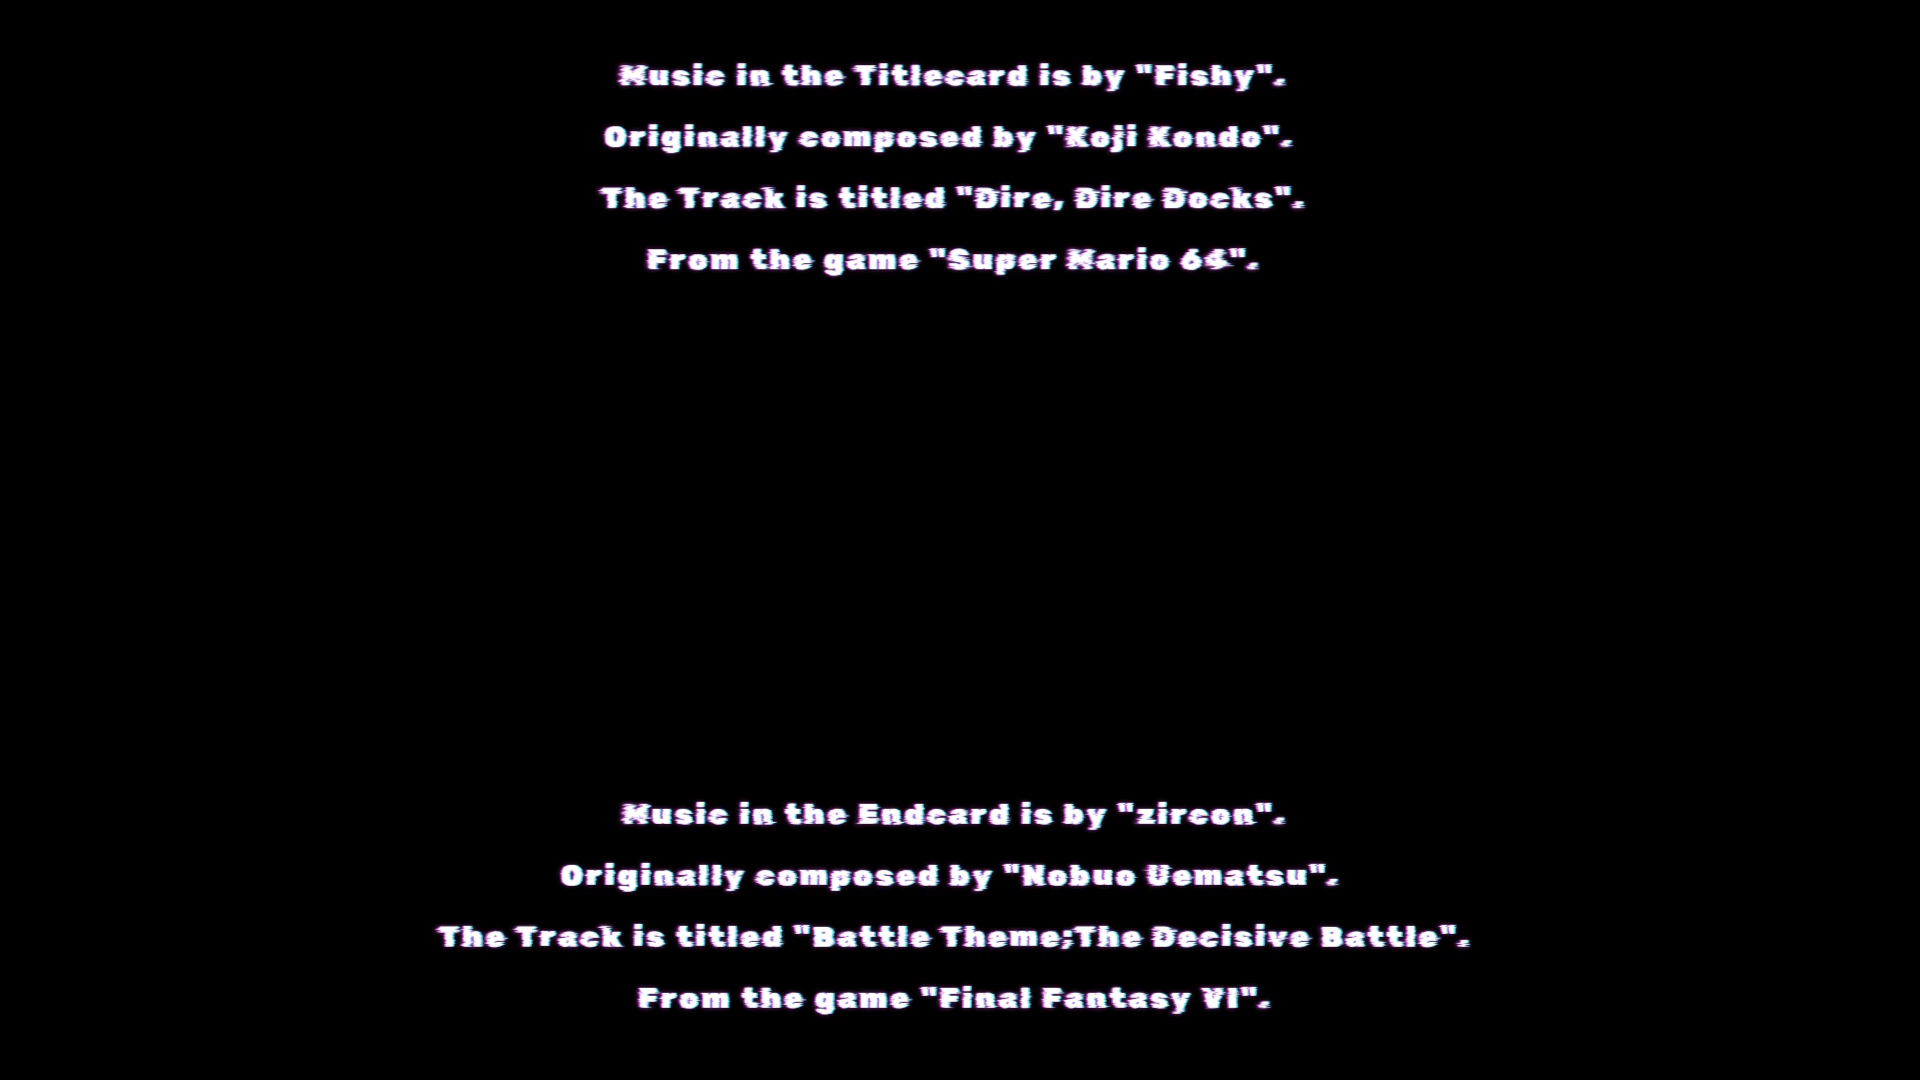 Music in the Titlecard is by "Fishy".
Originally composed by "Koji Kondo".
The Track is titled "Dire, Dire Docks".
From the game "Super Mario 64".
Music in the Endcard is by "zircon".
Originally composed by "Nobuo Uematsu".
The Track is titled "Battle Theme;The Decisive Battle".
From the game "Final Fantasy VI".